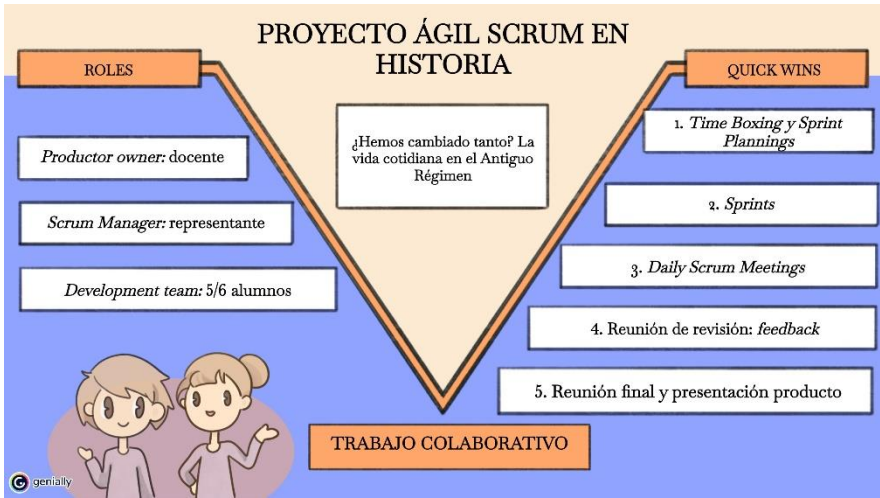 PROYECTO ÁGIL SCRUM EN
HISTORIA
ROLES
Productor owner: docente
Scrum Manager: representante
Development team: 5/6 alumnos
¿Hemos cambiado tanto? La
vida cotidiana en el Antiguo
Régimen
QUICK WINS
1. Time Boxing y Sprint
Plannings
2. Sprints
3. Daily Scrum Meetings
4. Reunión de revisión: feedback
5. Reunión final y presentación producto
TRABAJO COLABORATIVO
genially